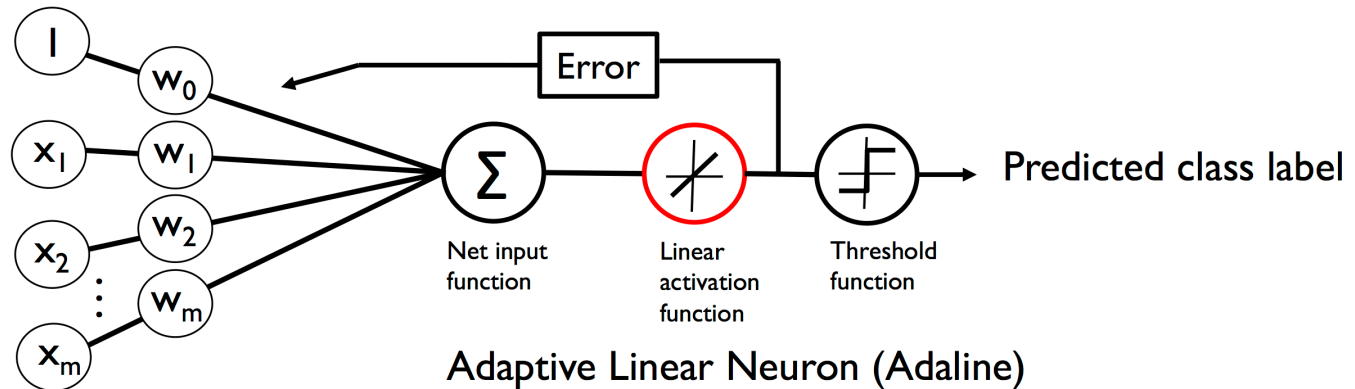 1
w0
Error
x1
w1
Σ
Predicted class label
x2
w2
Net input
function
Linear
activation
function
Threshold
function
⋮
wm
xm
Adaptive Linear Neuron (Adaline)